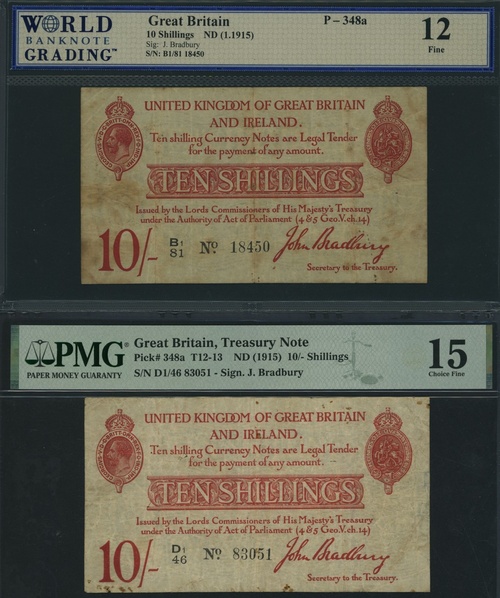 WORLD BANKNOTE GRADING
Great Britain
10 Shillings ND (1.1915)
Sig: J. Bradbury
S/N: B1/81 18450
P – 348a
12
Fine
UNITED KINGDOM OF GREAT BRITAIN
AND IRELAND.
Ten shilling Currency Notes are Legal Tender
for the payment of any amount.
TEN SHILLINGS
Issued by the Lords Commissioners of His Majesty's Treasury
under the Authority of Act of Parliament (4 & 5 Geo.V. ch.14)
10/- B1/81 No. 18450 John Bradbury
Secretary to the Treasury.
PMG
PAPER MONEY GUARANTY
Great Britain, Treasury Note
Pick# 348a T12-13 ND (1915) 10/- Shillings
S/N D1/46 83051 - Sign. J. Bradbury
15
Choice Fine
UNITED KINGDOM OF GREAT BRITAIN
AND IRELAND.
Ten shilling Currency Notes are Legal Tender
for the payment of any amount.
TEN SHILLINGS
Issued by the Lords Commissioners of His Majesty's Treasury
under the Authority of Act of Parliament (4 & 5 Geo.V. ch.14)
10/- D1/46 No. 83051 John Bradbury
Secretary to the Treasury.